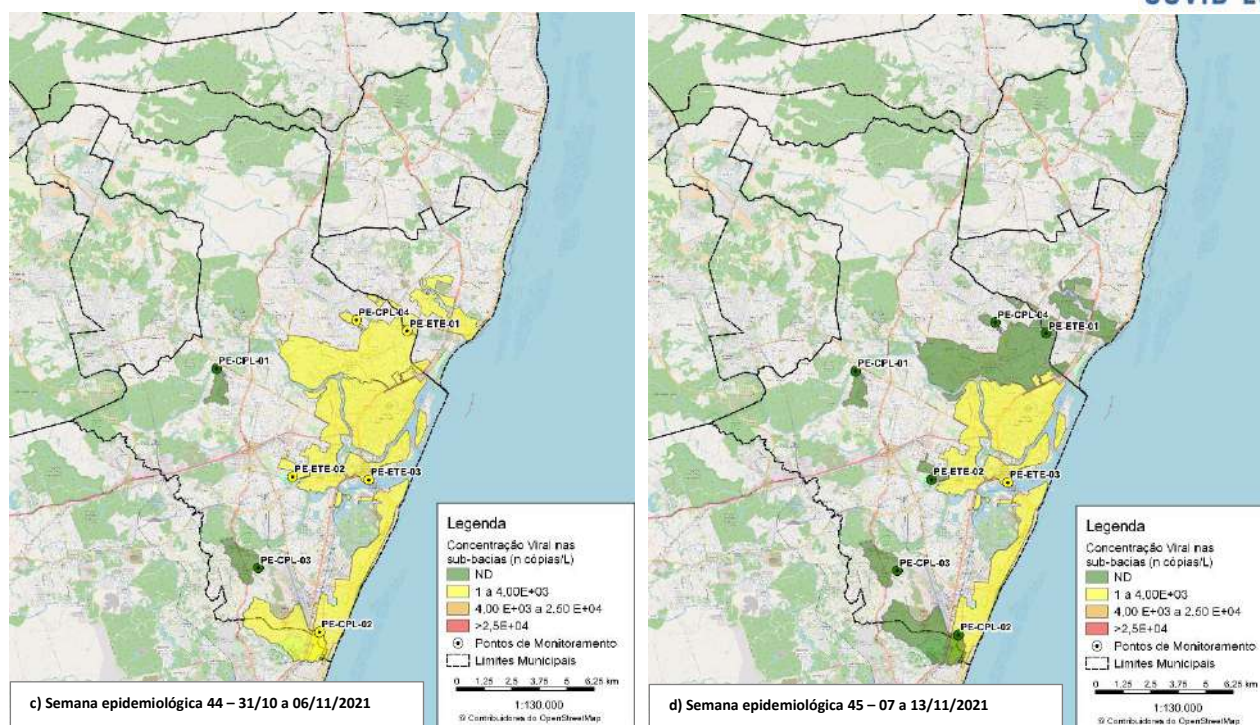 PE-CPL-04
PE-ETE-01
PE-CPL-01
PE-ETE-02
PE-ETE-03
PE-CPL-03
PE-CPL-02
Legenda
Concentração Viral nas
sub-bacias (n cópias/L)
ND
1 a 4,00E+03
4,00 E+03 a 2,50 E+04
>2,5E+04
Pontos de Monitoramento
Limites Municipais
0 1,25 2,5 3,75 5 6,25 km
1:130.000
© Contribuidores do OpenStreetMap
c) Semana epidemiológica 44 – 31/10 a 06/11/2021
PE-CPL-04
PE-ETE-01
PE-CPL-01
PE-ETE-02
PE-ETE-03
PE-CPL-03
PE-CPL-02
Legenda
Concentração Viral nas
sub-bacias (n cópias/L)
ND
1 a 4,00E+03
4,00 E+03 a 2,50 E+04
>2,5E+04
Pontos de Monitoramento
Limites Municipais
0 1,25 2,5 3,75 5 6,25 km
1:130.000
© Contribuidores do OpenStreetMap
d) Semana epidemiológica 45 – 07 a 13/11/2021